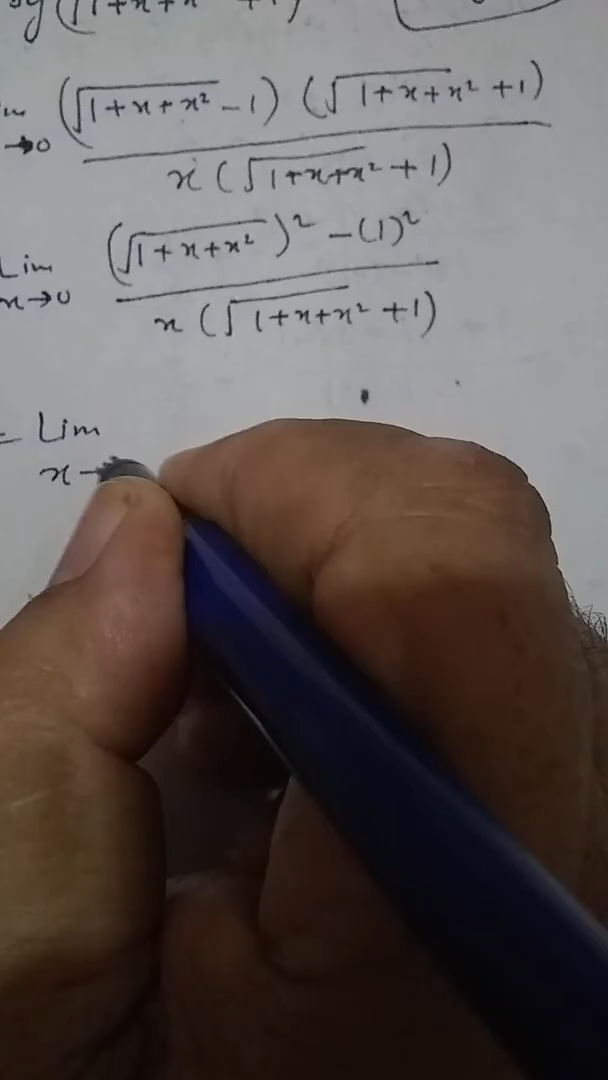 (√1+x+x² -1) (√1+x+x² +1)
→0
x (√1+x+x² + 1)
Lim (√1+x+x²)² - (1)²
x→0
x (√1+x+x² +1)
= Lim
x→